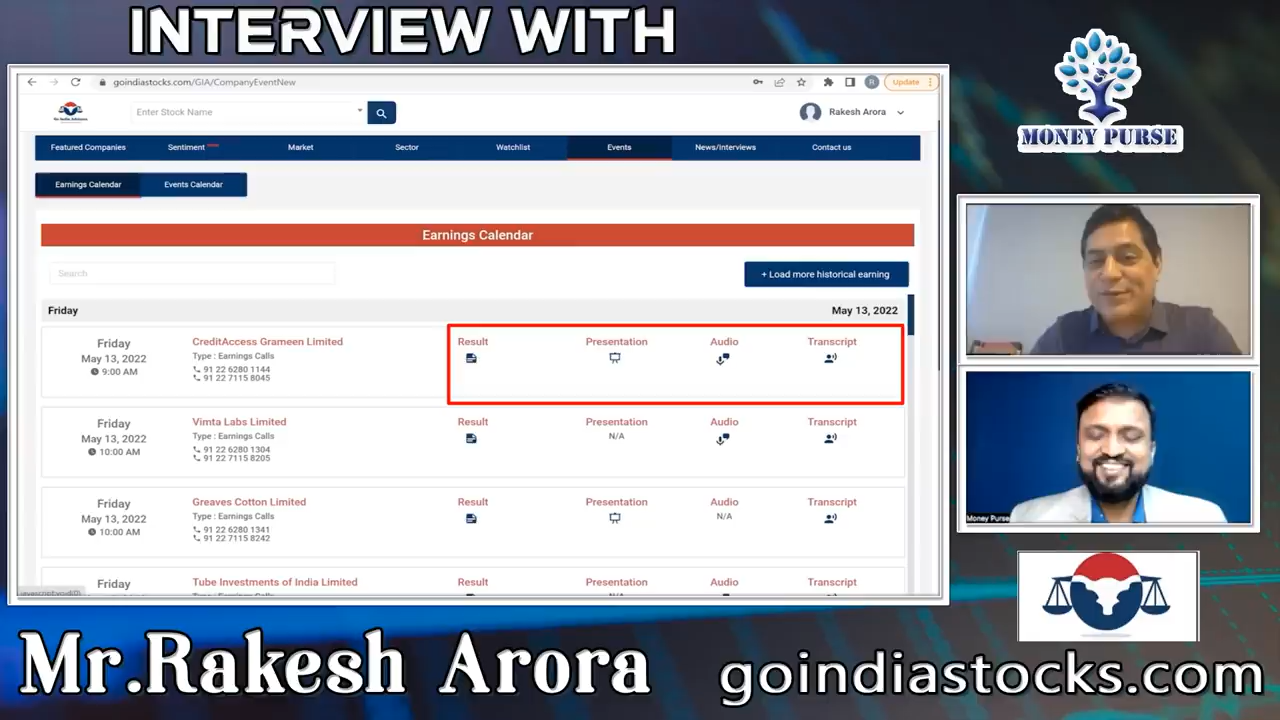 INTERVIEW WITH
goindiastocks.com/GIA/CompanyEventNew
R
Update
Enter Stock Name
Rakesh Arora
Featured Companies
Sentiment
Market
Sector
Watchlist
Events
News/Interviews
Contact us
Earnings Calendar
Events Calendar
Earnings Calendar
Search
+ Load more historical earning
Friday
May 13, 2022
Friday
May 13, 2022
9:00 AM
CreditAccess Grameen Limited
Type : Earnings Calls
91 22 6280 1144
91 22 7115 8045
Result
Presentation
Audio
Transcript
Friday
May 13, 2022
10:00 AM
Vimta Labs Limited
Type : Earnings Calls
91 22 6280 1304
91 22 7115 8205
Result
Presentation
N/A
Audio
Transcript
Friday
May 13, 2022
10:00 AM
Greaves Cotton Limited
Type : Earnings Calls
91 22 6280 1341
91 22 7115 8242
Result
Presentation
Audio
N/A
Transcript
Friday
Tube Investments of India Limited
Result
Presentation
Audio
Transcript
MONEY PURSE
Money Purse
Mr.Rakesh Arora
goindiastocks.com